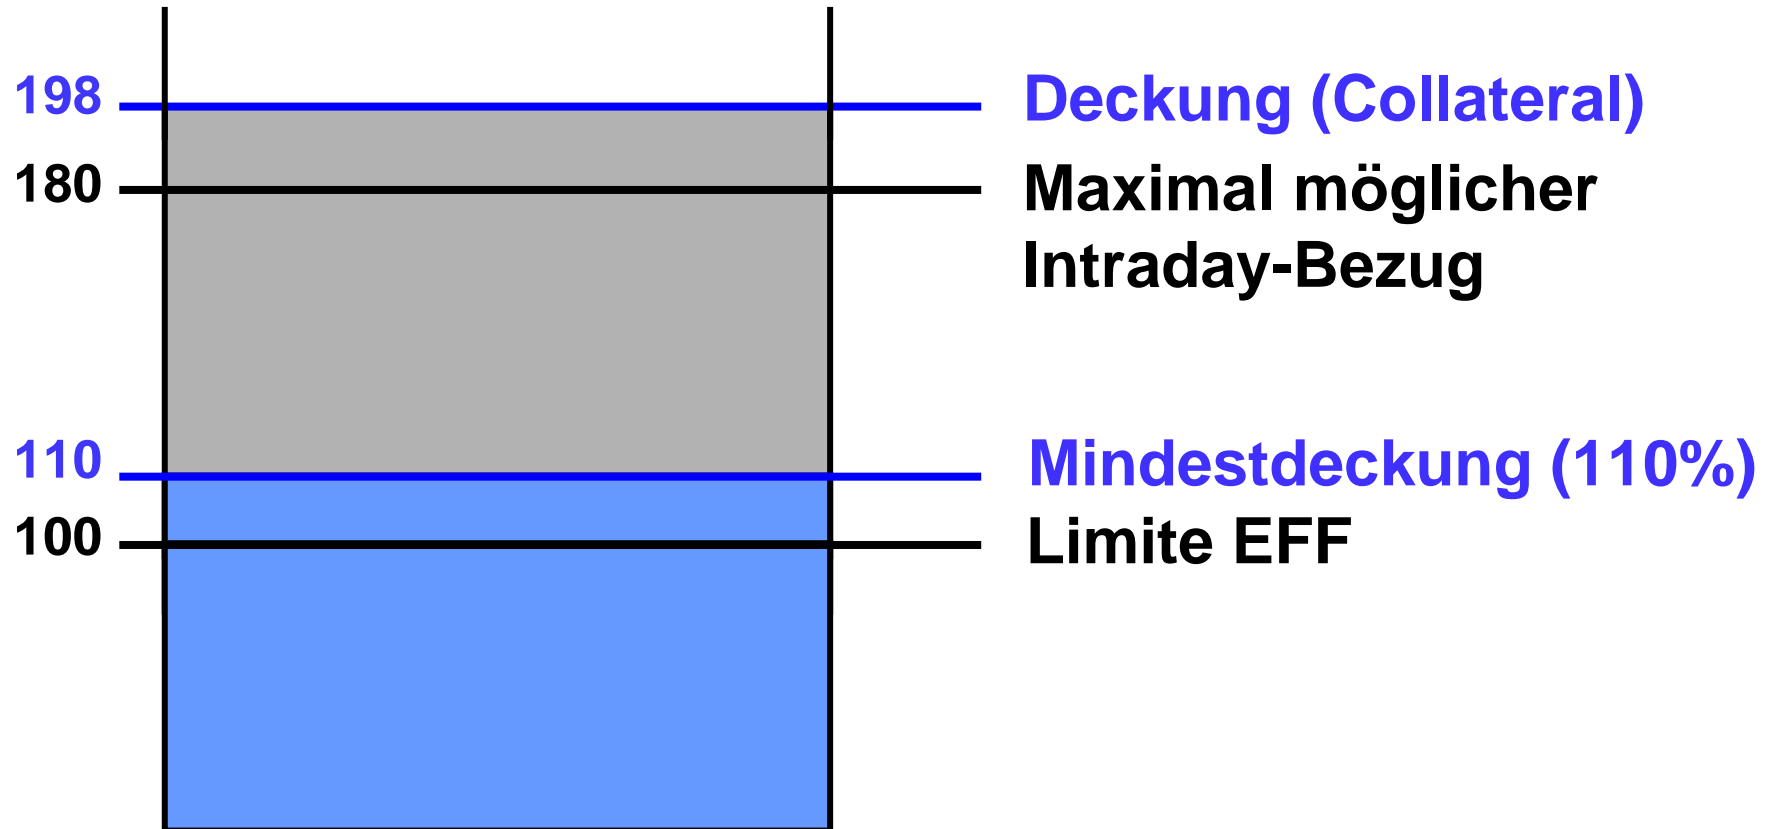 198 Deckung (Collateral)
180 Maximal möglicher
Intraday-Bezug
110 Mindestdeckung (110%)
100 Limite EFF